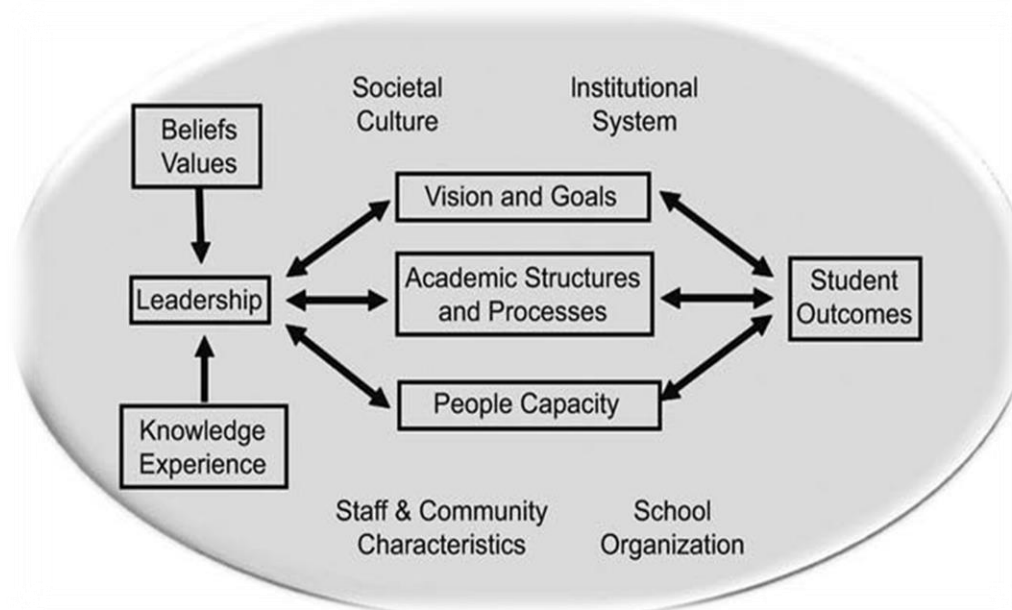 Societal
Culture
Institutional
System
Beliefs
Values
Vision and Goals
Leadership
Academic Structures
and Processes
Student
Outcomes
People Capacity
Knowledge
Experience
Staff & Community
Characteristics
School
Organization